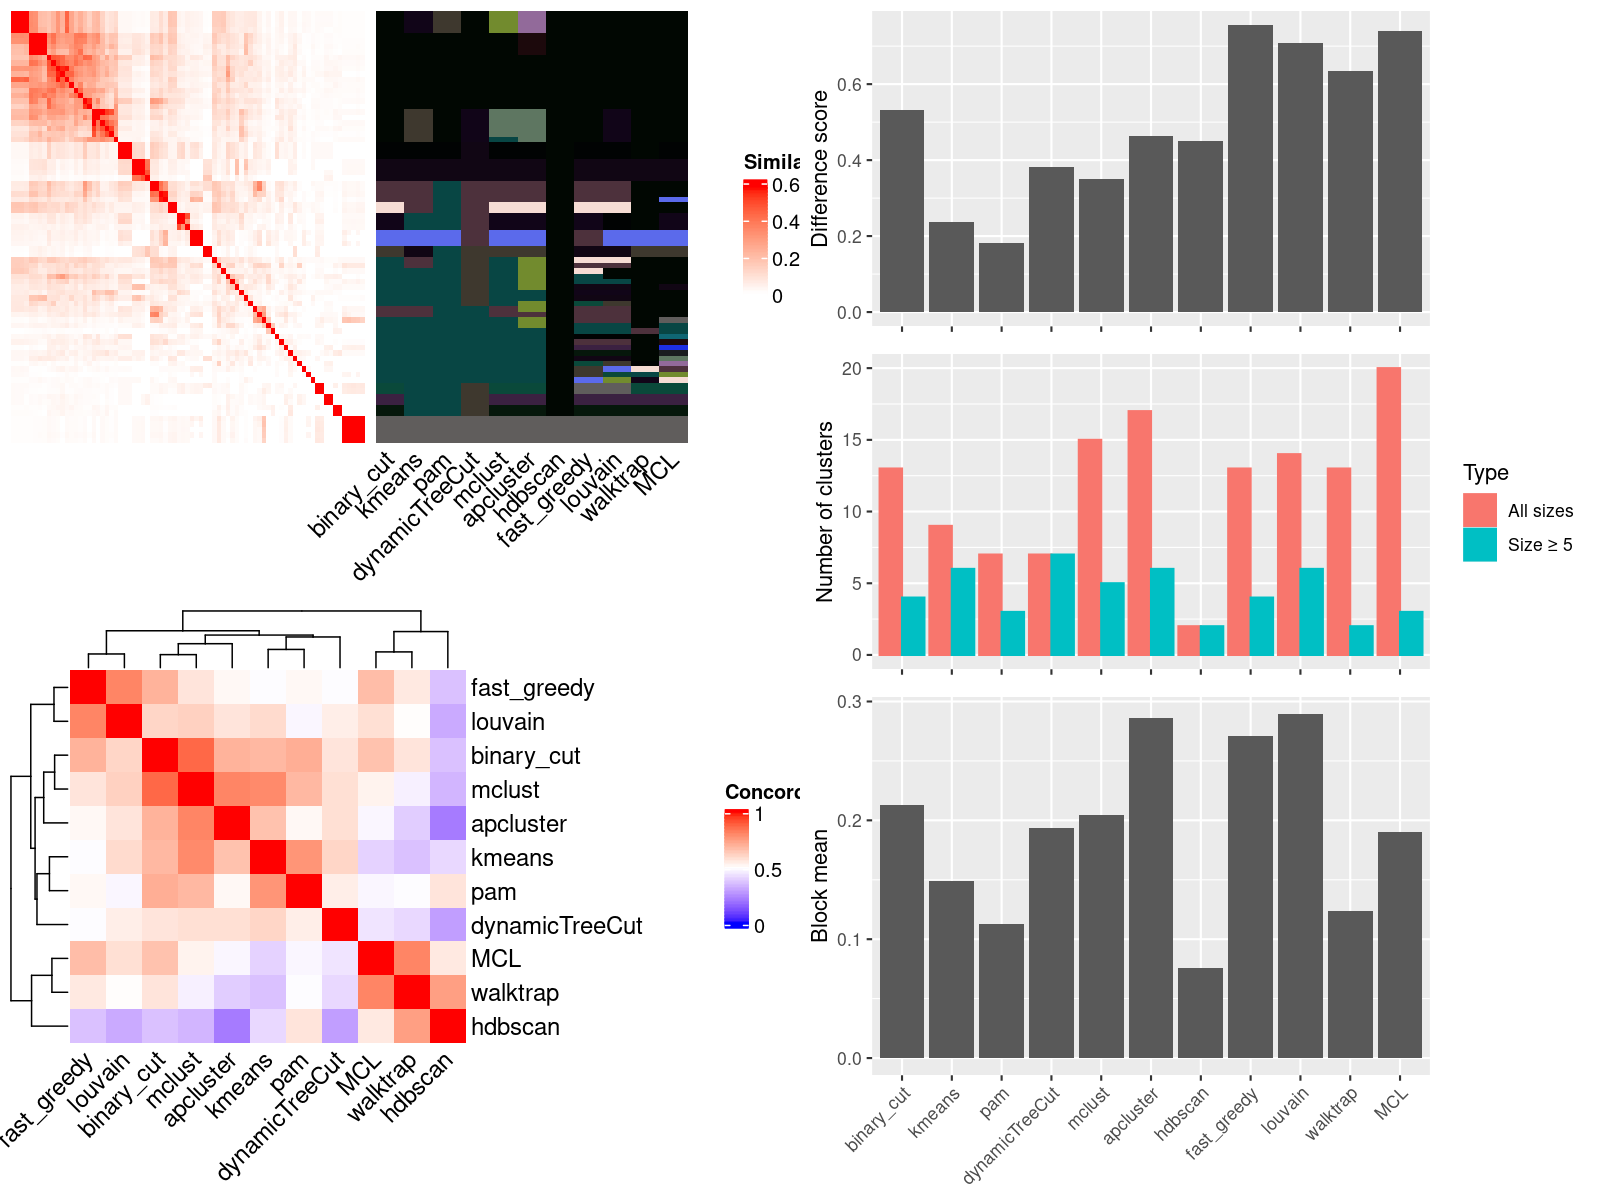 Simila
0.6
0.4
0.2
0
binary_cut
kmeans
pam
dynamicTreeCut
mclust
apcluster
hdbscan
fast_greedy
louvain
walktrap
MCL
fast_greedy
louvain
binary_cut
mclust
apcluster
kmeans
pam
dynamicTreeCut
MCL
walktrap
hdbscan
fast_greedy
louvain
binary_cut
mclust
apcluster
kmeans
pam
dynamicTreeCut
MCL
walktrap
hdbscan
Concord
1
0.5
0
Difference score
0.6
0.4
0.2
0.0
Number of clusters
20
15
10
5
0
Type
All sizes
Size ≥ 5
Block mean
0.3
0.2
0.1
0.0
binary_cut
kmeans
pam
dynamicTreeCut
mclust
apcluster
hdbscan
fast_greedy
louvain
walktrap
MCL